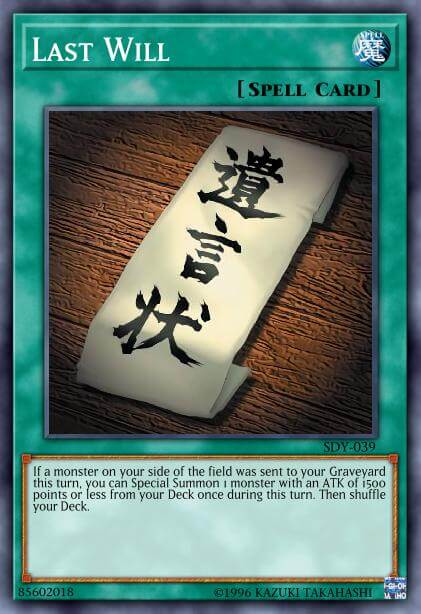 LAST WILL
[SPELL CARD]
遺言状
SDY-039
If a monster on your side of the field was sent to your Graveyard
this turn, you can Special Summon 1 monster with an ATK of 1500
points or less from your Deck once during this turn. Then shuffle
your Deck.
85602018
©1996 KAZUKI TAKAHASHI